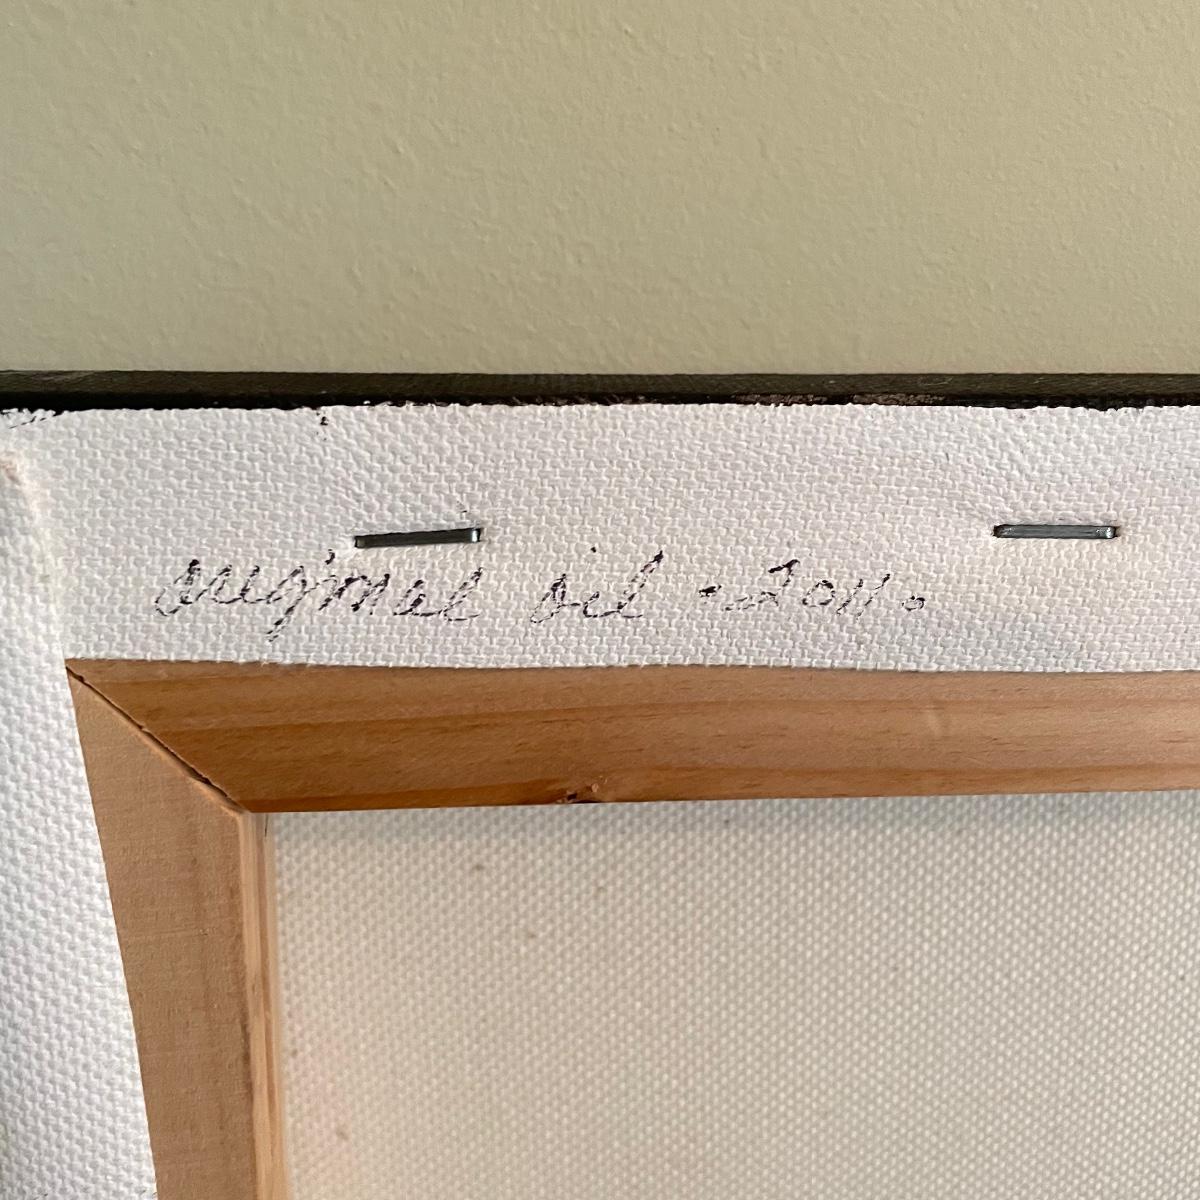 original oil • 2011 •